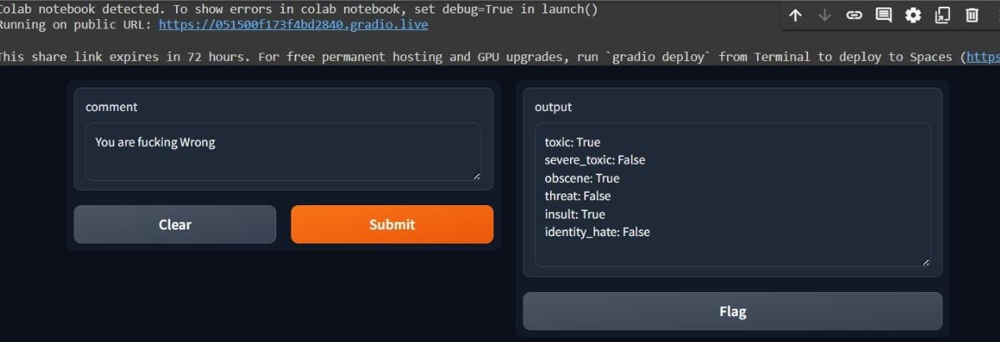 Colab notebook detected. To show errors in colab notebook, set debug=True in launch()
Running on public URL: https://051500f173f4bd2840.gradio.live
This share link expires in 72 hours. For free permanent hosting and GPU upgrades, run `gradio deploy` from Terminal to deploy to Spaces (https
comment
You are fucking Wrong
Clear
Submit
output
toxic: True
severe_toxic: False
obscene: True
threat: False
insult: True
identity_hate: False
Flag